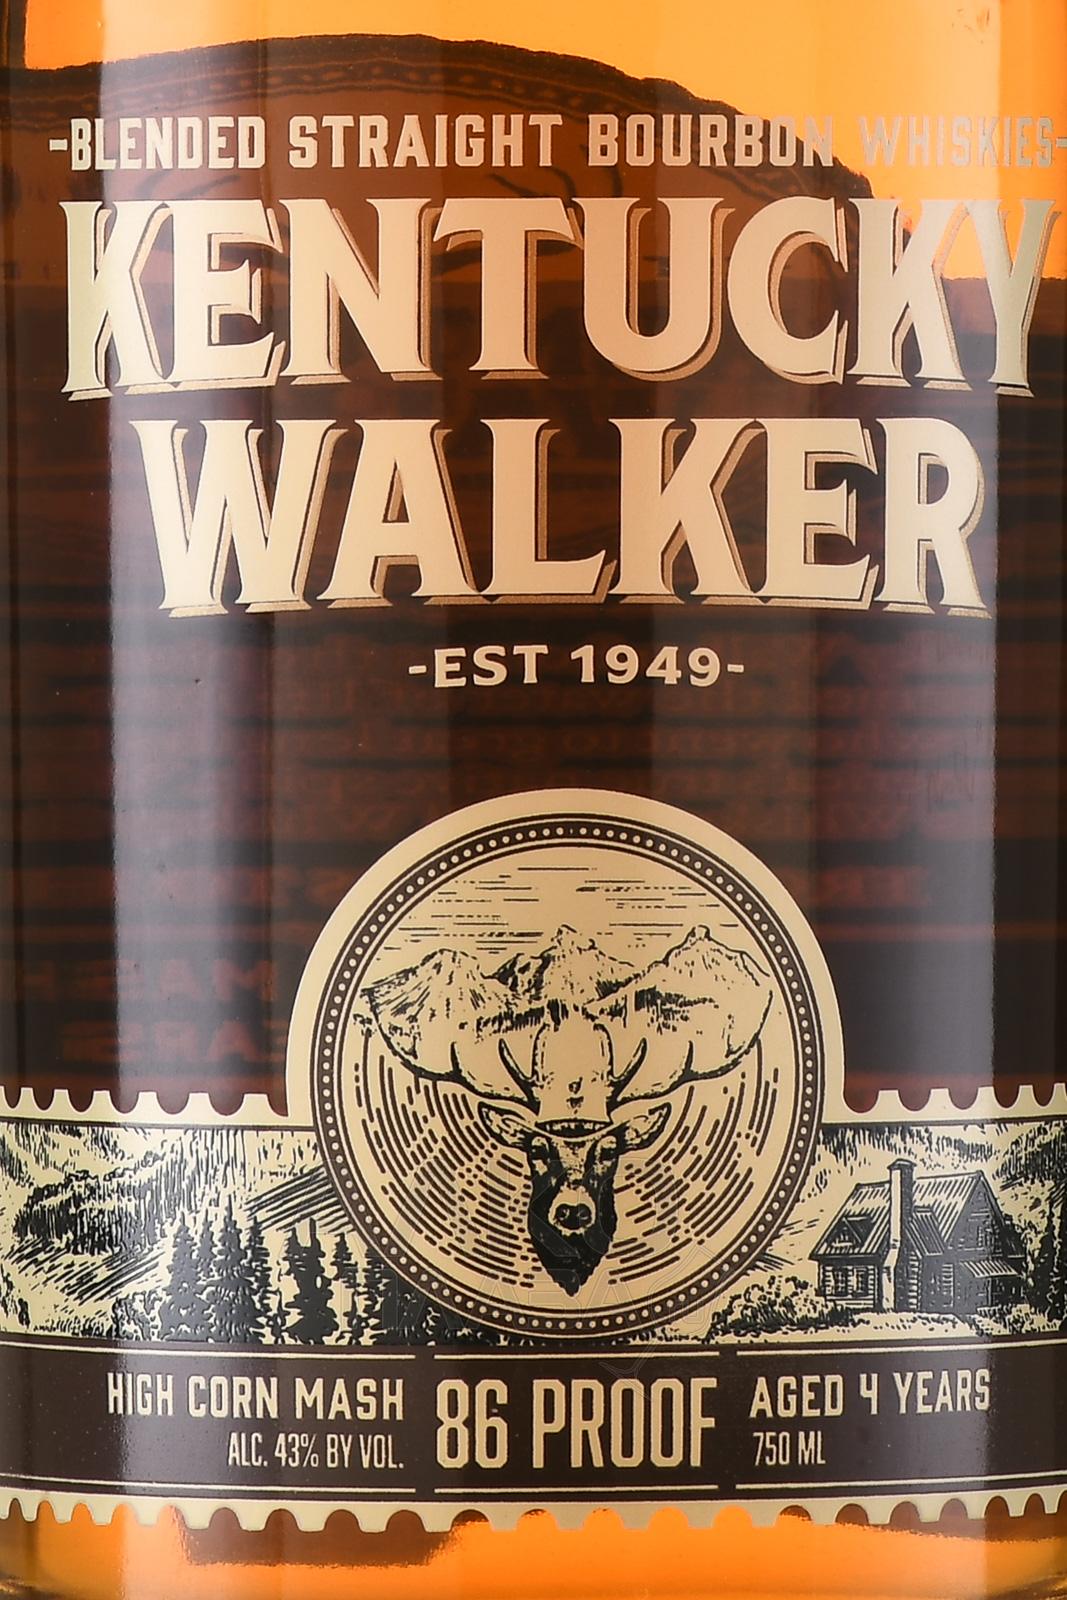 -BLENDED STRAIGHT BOURBON WHISKIES-
KENTUCKY
WALKER
-EST 1949-
HIGH CORN MASH
ALC. 43% BY VOL.
86 PROOF
AGED 4 YEARS
750 ML